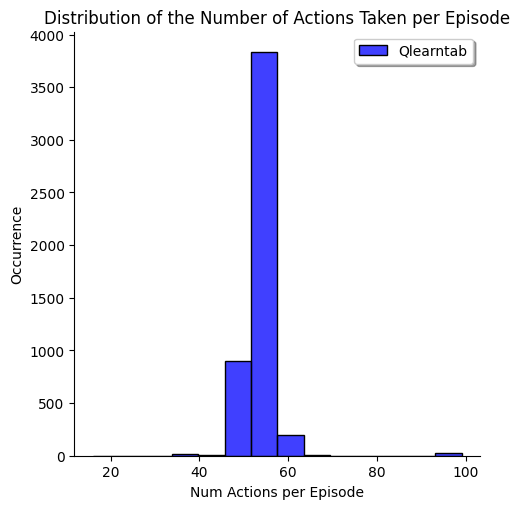 Distribution of the Number of Actions Taken per Episode
Qlearntab
4000
3500
3000
2500
2000
1500
1000
500
0
Occurrence
20 40 60 80 100
Num Actions per Episode